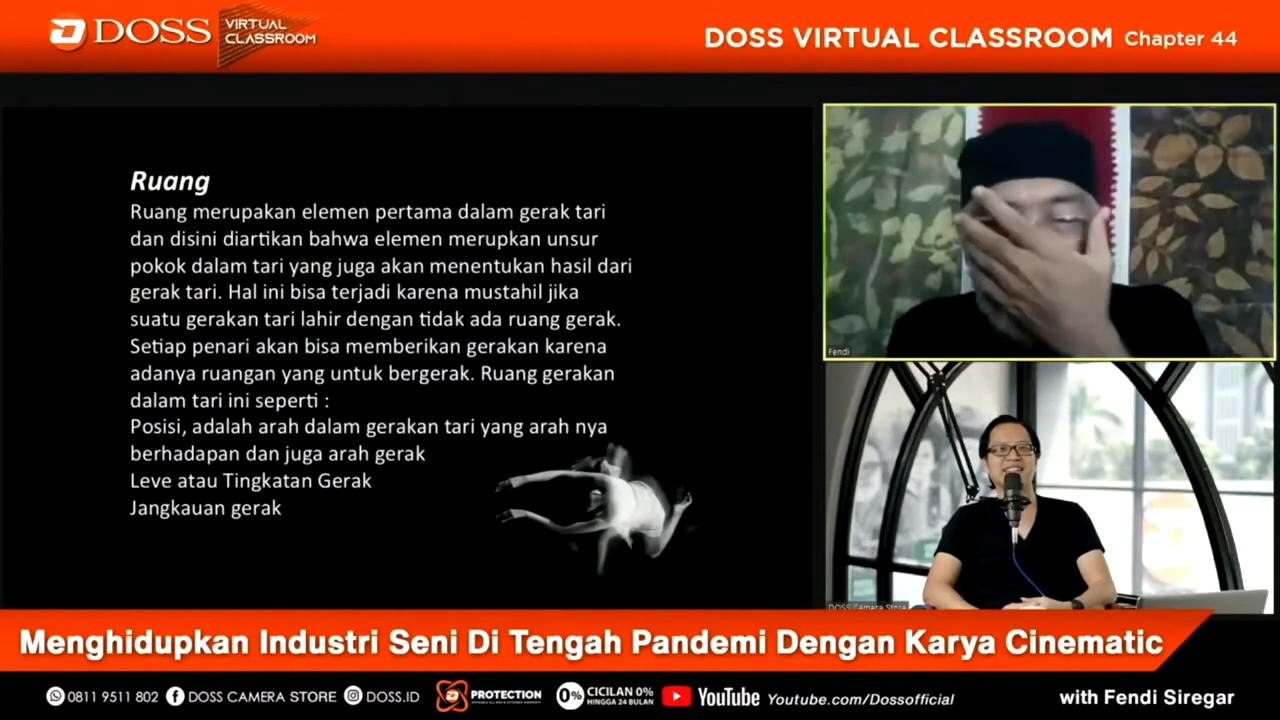 DOSS
VIRTUAL
CLASSROOM
DOSS VIRTUAL CLASSROOM Chapter 44
Ruang
Ruang merupakan elemen pertama dalam gerak tari
dan disini diartikan bahwa elemen merupkan unsur
pokok dalam tari yang juga akan menentukan hasil dari
gerak tari. Hal ini bisa terjadi karena mustahil jika
suatu gerakan tari lahir dengan tidak ada ruang gerak.
Setiap penari akan bisa memberikan gerakan karena
adanya ruangan yang untuk bergerak. Ruang gerakan
dalam tari ini seperti :
Posisi, adalah arah dalam gerakan tari yang arah nya
berhadapan dan juga arah gerak
Leve atau Tingkatan Gerak
Jangkauan gerak
Fendi
DOSS Camera Store
Menghidupkan Industri Seni Di Tengah Pandemi Dengan Karya Cinematic
0811 9511 802 DOSS CAMERA STORE DOSS.ID
PROTECTION
0% CICILAN 0%
HINGGA 24 BULAN
YouTube Youtube.com/Dossofficial
with Fendi Siregar